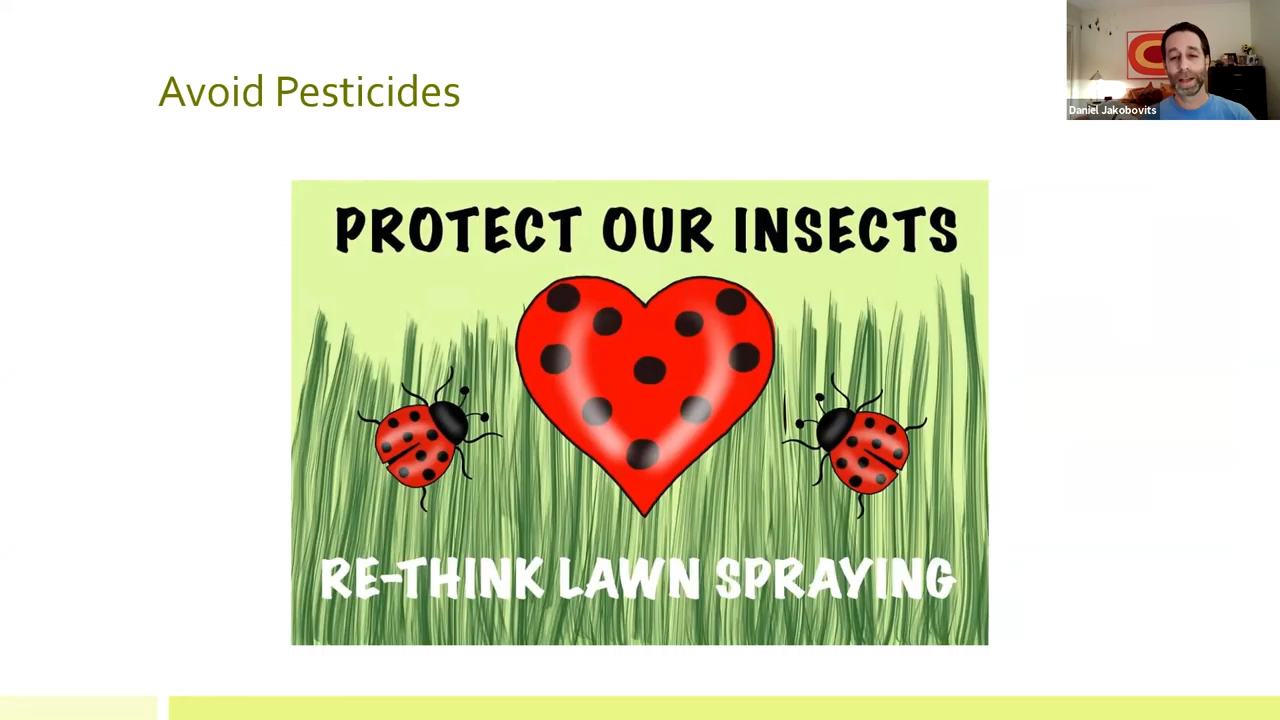 Avoid Pesticides
Daniel Jakobovits
PROTECT OUR INSECTS
RE-THINK LAWN SPRAYING